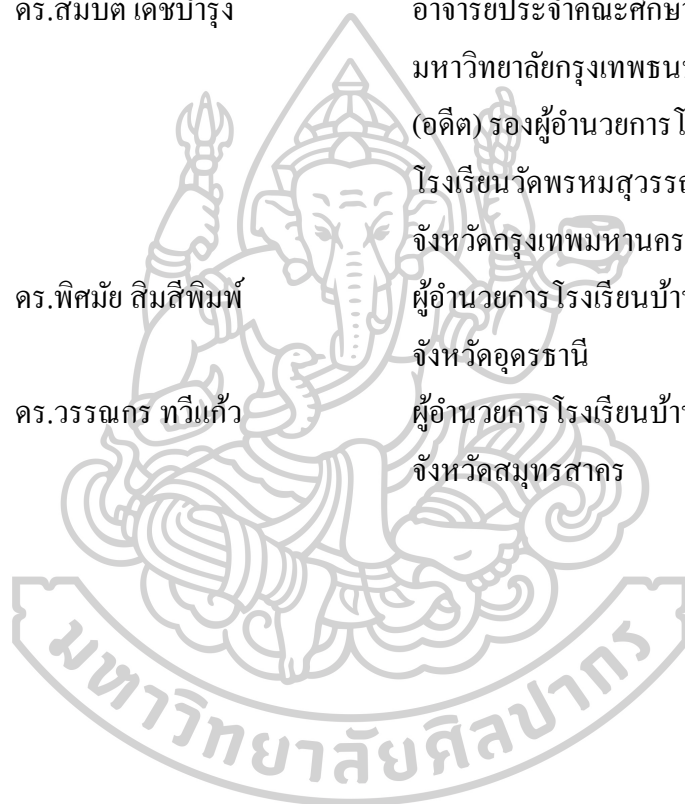 ดร.สมบัติ เดชบำรุง อาจารย์ประจำคณะศึกษา
มหาวิทยาลัยกรุงเทพธน
(อดีต) รองผู้อำนวยการ
โรงเรียนวัดพรหมสุวรรณ
จังหวัดกรุงเทพมหานคร
ดร.พิศมัย สิมสีพิมพ์ ผู้อำนวยการโรงเรียนบ้าน
จังหวัดอุดรธานี
ดร.วรรณกร ทวีแก้ว ผู้อำนวยการโรงเรียนบ้าน
จังหวัดสมุทรสาคร
มหาวิทยาลัยศิลปากร